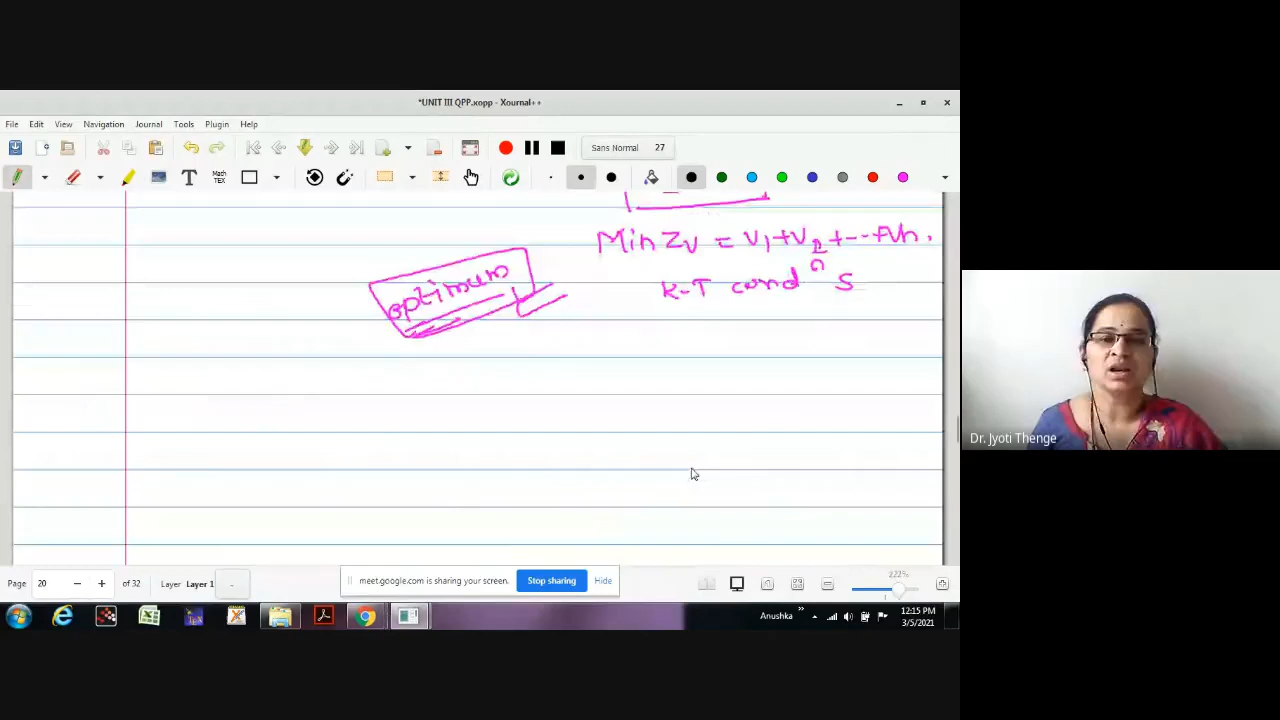 *UNIT III QPP.xopp - Xournal++
File Edit View Navigation Journal Tools Plugin Help
Sans Normal 27
Min Zv = V1+V2+---+Vn.
K-T condn s
optimum
Dr. Jyoti Thenge
Page 20 of 32 Layer Layer 1
meet.google.com is sharing your screen. Stop sharing Hide
222%
Anushka
12:15 PM
3/5/2021